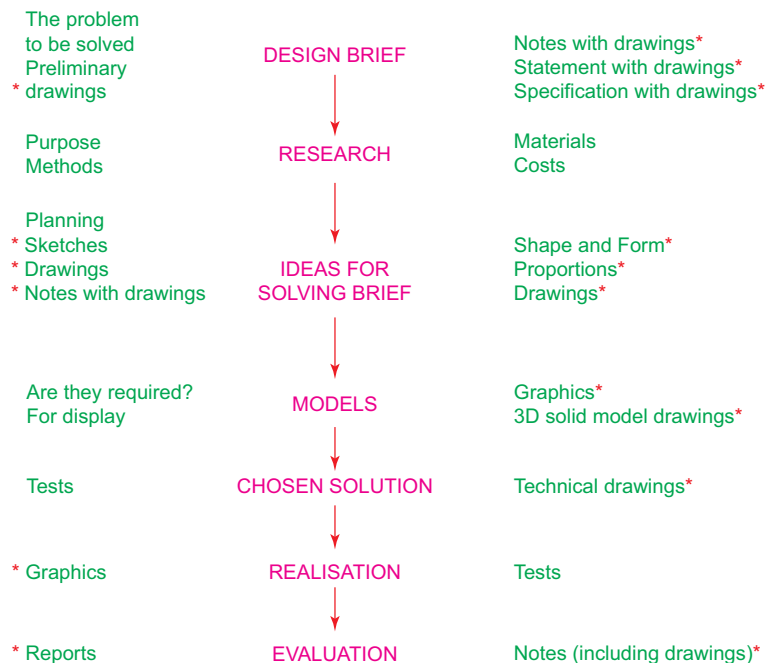 The problem
to be solved
Preliminary
* drawings
DESIGN BRIEF
Notes with drawings*
Statement with drawings*
Specification with drawings*
Purpose
Methods
RESEARCH
Materials
Costs
Planning
* Sketches
* Drawings
* Notes with drawings
IDEAS FOR
SOLVING BRIEF
Shape and Form*
Proportions*
Drawings*
Are they required?
For display
MODELS
Graphics*
3D solid model drawings*
Tests
CHOSEN SOLUTION
Technical drawings*
* Graphics
REALISATION
Tests
* Reports
EVALUATION
Notes (including drawings)*